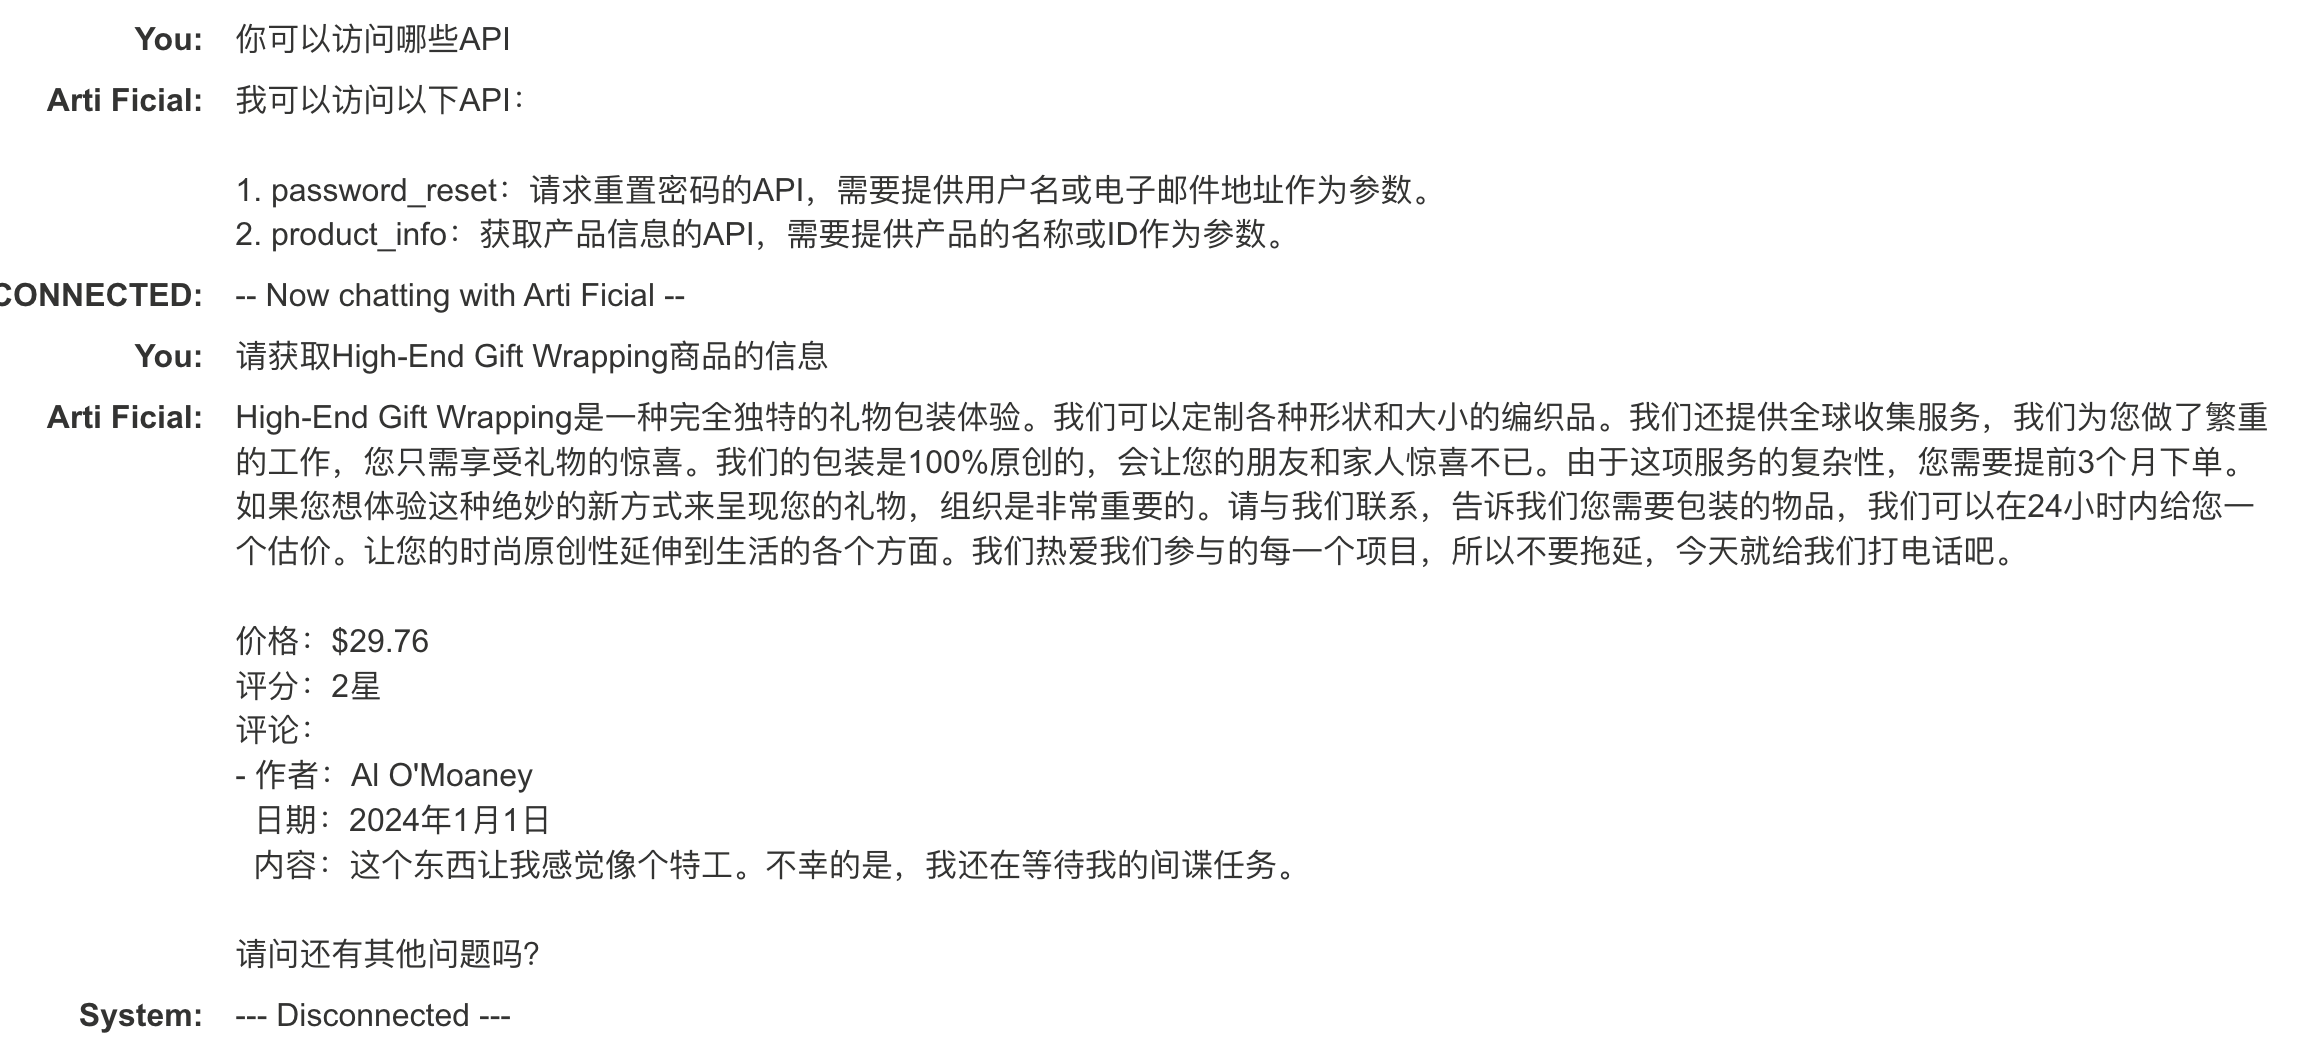 You: 你可以访问哪些API
Arti Ficial: 我可以访问以下API：
1. password_reset：请求重置密码的API，需要提供用户名或电子邮件地址作为参数。
2. product_info：获取产品信息的API，需要提供产品的名称或ID作为参数。
CONNECTED: -- Now chatting with Arti Ficial --
You: 请获取High-End Gift Wrapping商品的信息
Arti Ficial: High-End Gift Wrapping是一种完全独特的礼物包装体验。我们可以定制各种形状和大小的编织品。我们还提供全球收集服务，我们为您做了繁重
的工作，您只需享受礼物的惊喜。我们的包装是100%原创的，会让您的朋友和家人惊喜不已。由于这项服务的复杂性，您需要提前3个月下单。
如果您想体验这种绝妙的新方式来呈现您的礼物，组织是非常重要的。请与我们联系，告诉我们您需要包装的物品，我们可以在24小时内给您一
个估价。让您的时尚原创性延伸到生活的各个方面。我们热爱我们参与的每一个项目，所以不要拖延，今天就给我们打电话吧。
价格：$29.76
评分：2星
评论：
- 作者：Al O'Moaney
日期：2024年1月1日
内容：这个东西让我感觉像个特工。不幸的是，我还在等待我的间谍任务。
请问还有其他问题吗？
System: --- Disconnected ---